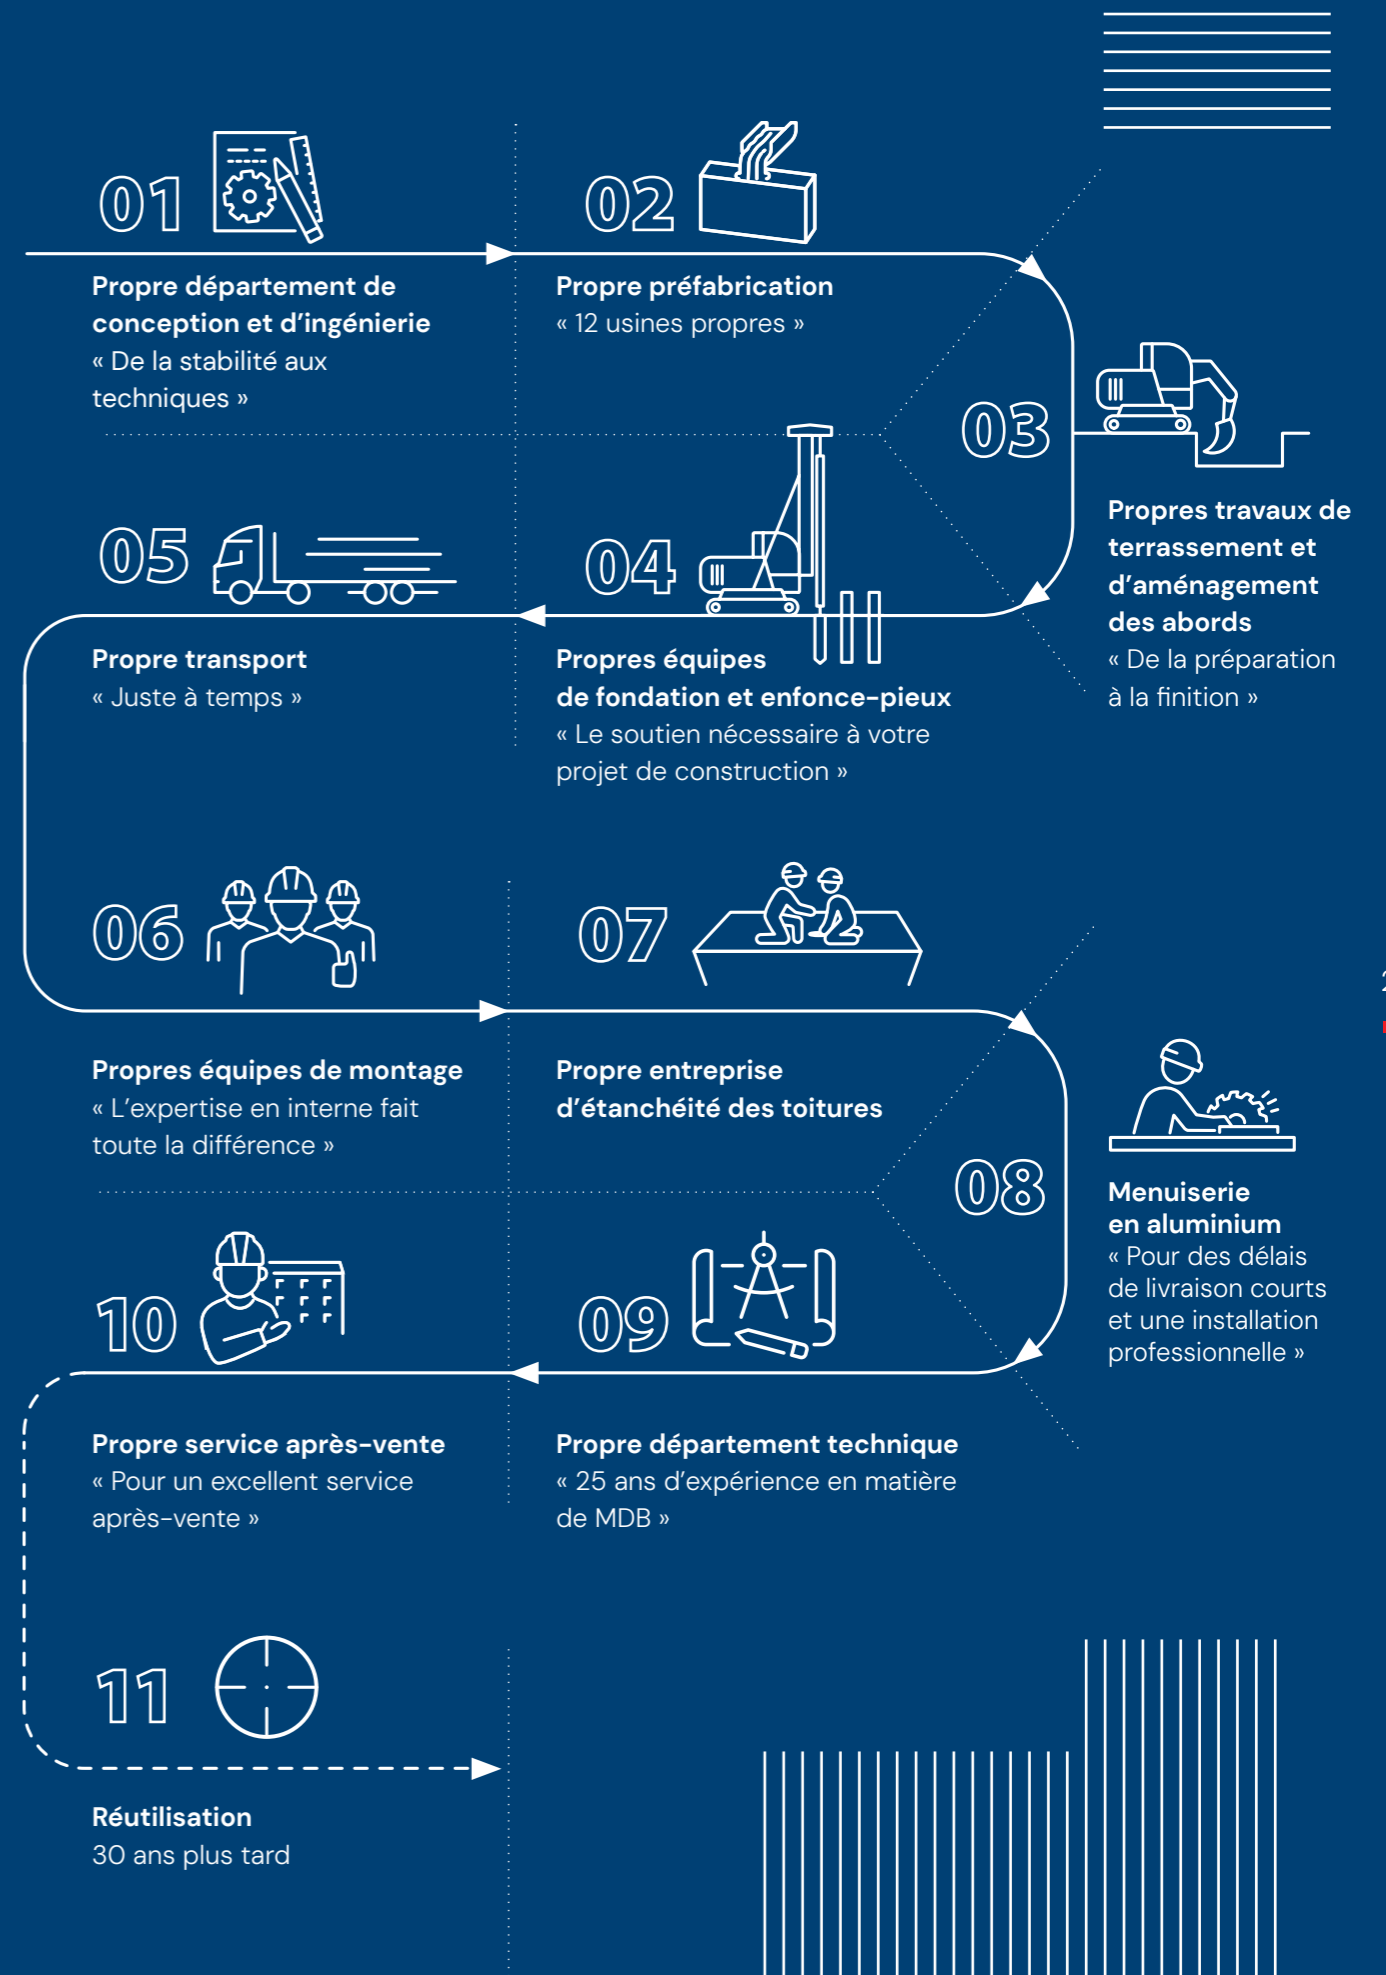 01
Propre département de
conception et d'ingénierie
« De la stabilité aux
techniques »
02
Propre préfabrication
« 12 usines propres »
03
Propres travaux de
terrassement et
d'aménagement
des abords
« De la préparation
à la finition »
04
Propres équipes
de fondation et enfonce-pieux
« Le soutien nécessaire à votre
projet de construction »
05
Propre transport
« Juste à temps »
06
Propres équipes de montage
« L'expertise en interne fait
toute la différence »
07
Propre entreprise
d'étanchéité des toitures
08
Menuiserie
en aluminium
« Pour des délais
de livraison courts
et une installation
professionnelle »
09
Propre département technique
« 25 ans d'expérience en matière
de MDB »
10
Propre service après-vente
« Pour un excellent service
après-vente »
11
Réutilisation
30 ans plus tard